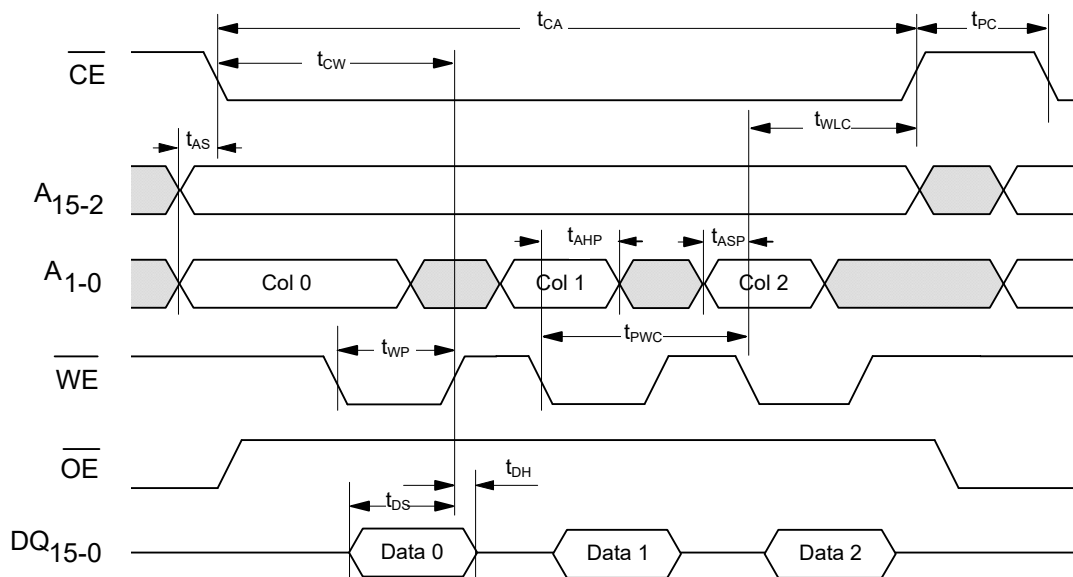 tCA
tPC
CE
tCW
tWLC
tAS
A15-2
tAHP
tASP
A1-0
Col 0
Col 1
Col 2
tWP
tPWC
WE
OE
tDH
tDS
DQ15-0
Data 0
Data 1
Data 2